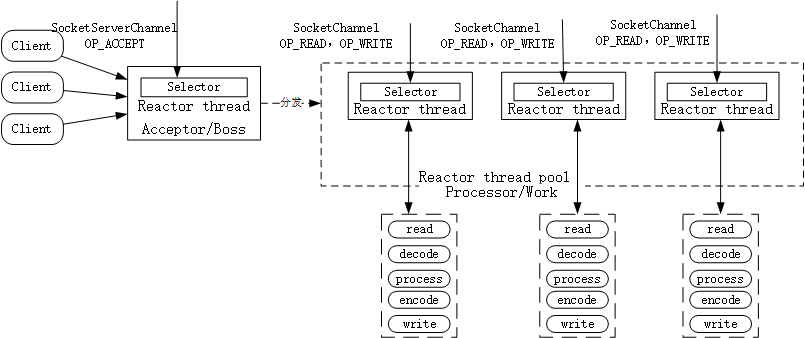 SocketServerChannel
OP_ACCEPT
SocketChannel
OP_READ，OP_WRITE
SocketChannel
OP_READ，OP_WRITE
SocketChannel
OP_READ，OP_WRITE
Client
Client
Client
Selector
Reactor thread
Acceptor/Boss
分发
Selector
Reactor thread
Selector
Reactor thread
Selector
Reactor thread
Reactor thread pool
Processor/Work
read
decode
process
encode
write
read
decode
process
encode
write
read
decode
process
encode
write